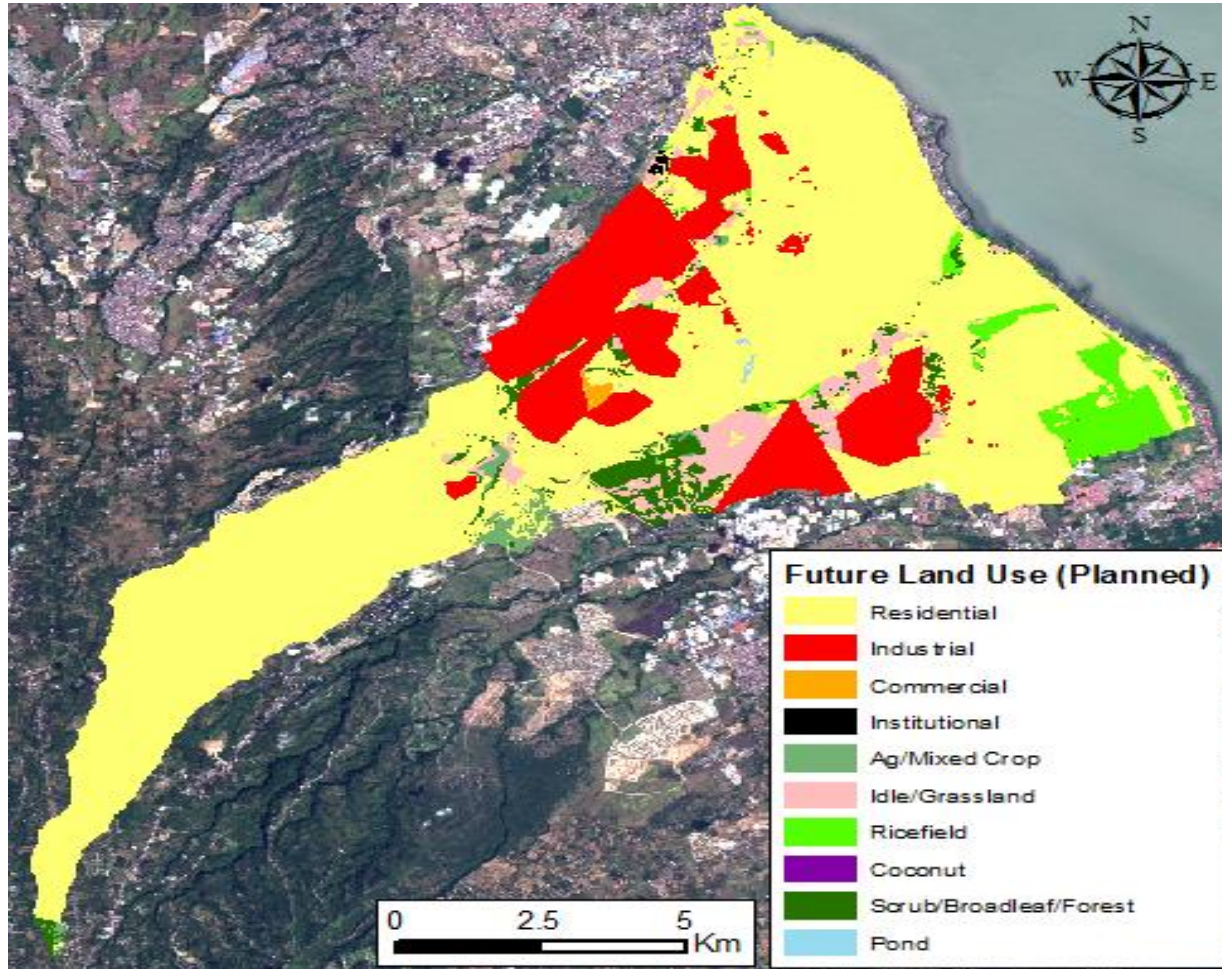 N
W E
S
Future Land Use (Planned)
Residential
Industrial
Commercial
Institutional
Ag/Mixed Crop
Idle/Grassland
Ricefield
Coconut
Scrub/Broadleaf/Forest
Pond
0 2.5 5
Km